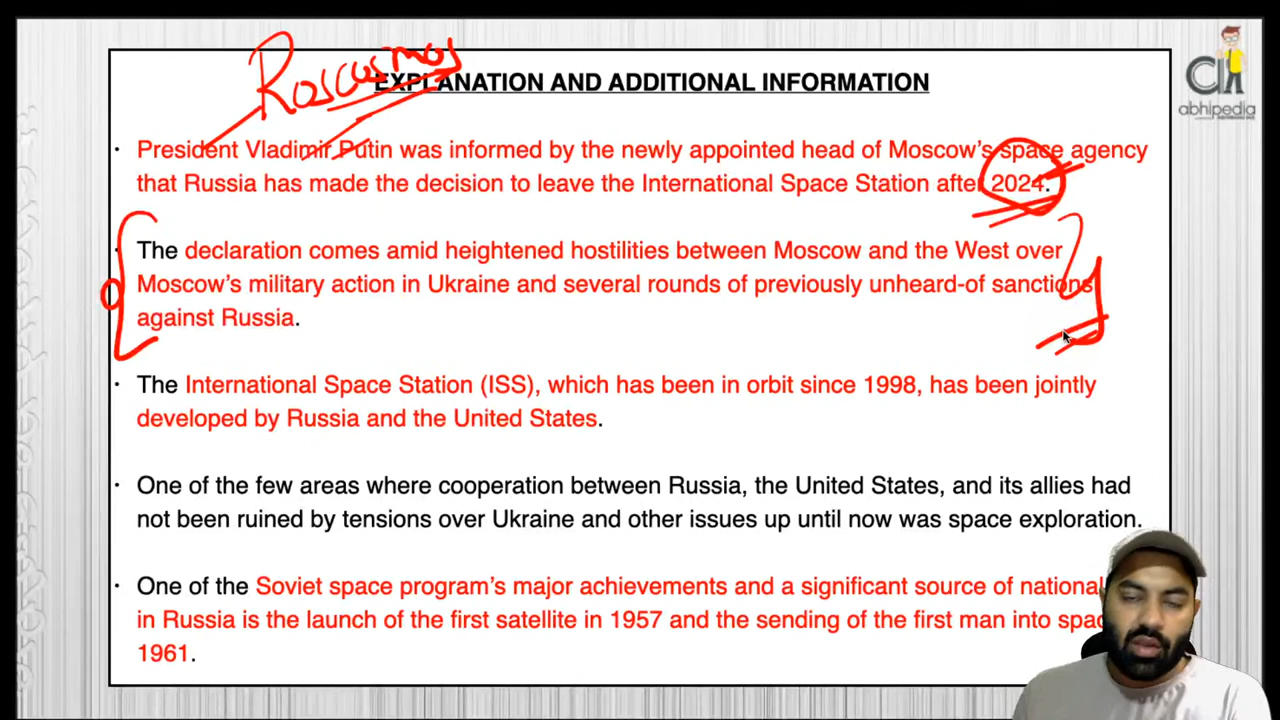 Roscosmos
EXPLANATION AND ADDITIONAL INFORMATION
abhipedia
· President Vladimir Putin was informed by the newly appointed head of Moscow's space agency
that Russia has made the decision to leave the International Space Station after 2024.
· The declaration comes amid heightened hostilities between Moscow and the West over
Moscow's military action in Ukraine and several rounds of previously unheard-of sanctions
against Russia.
· The International Space Station (ISS), which has been in orbit since 1998, has been jointly
developed by Russia and the United States.
· One of the few areas where cooperation between Russia, the United States, and its allies had
not been ruined by tensions over Ukraine and other issues up until now was space exploration.
· One of the Soviet space program's major achievements and a significant source of national
in Russia is the launch of the first satellite in 1957 and the sending of the first man into
1961.